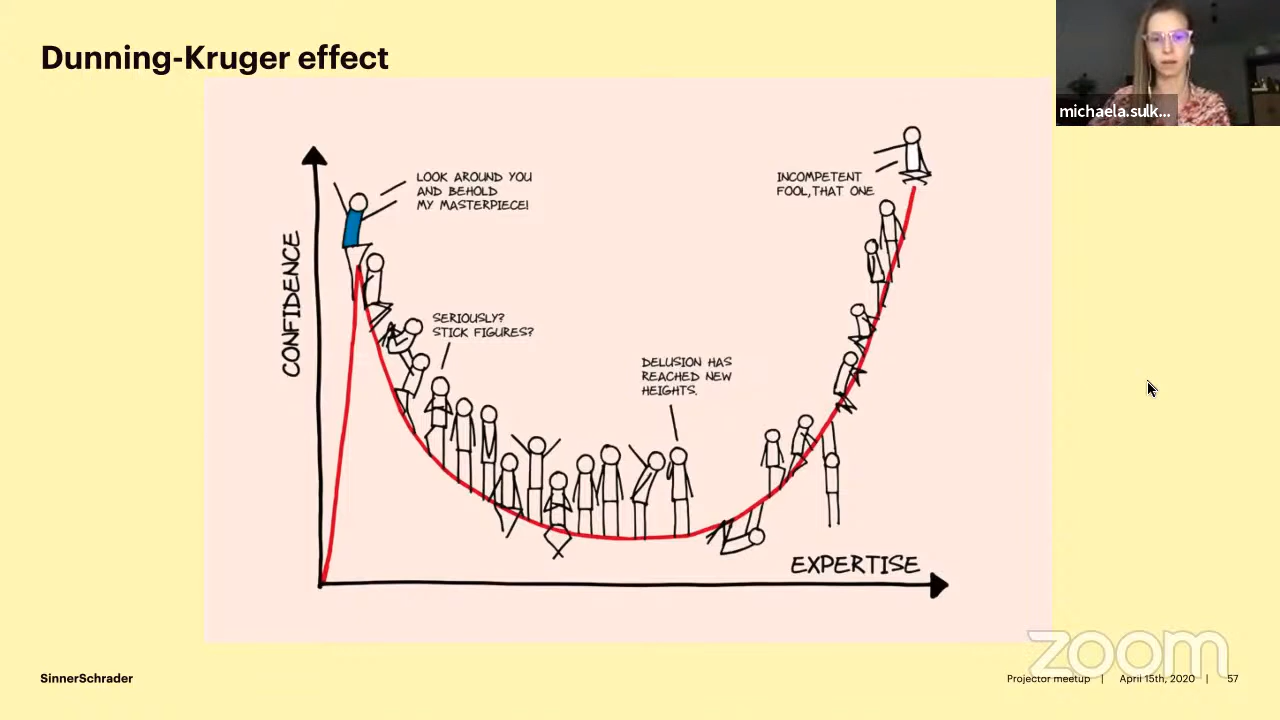 Dunning-Kruger effect
michaela.sulk...
LOOK AROUND YOU
AND BEHOLD
MY MASTERPIECE!
INCOMPETENT
FOOL, THAT ONE
CONFIDENCE
SERIOUSLY?
STICK FIGURES?
DELUSION HAS
REACHED NEW
HEIGHTS.
EXPERTISE
zoom
SinnerSchrader
Projector meetup | April 15th, 2020 | 57